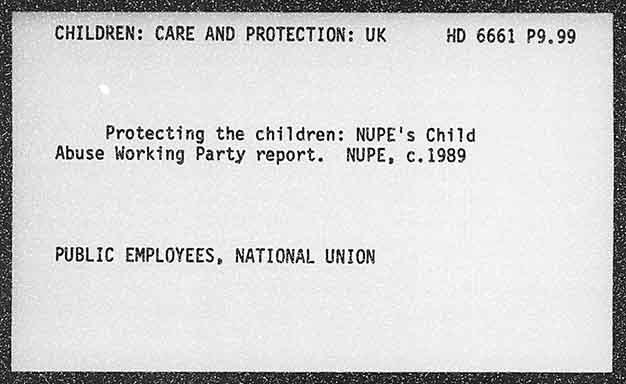 CHILDREN: CARE AND PROTECTION: UK HD 6661 P9.99
Protecting the children: NUPE's Child
Abuse Working Party report. NUPE, c.1989
PUBLIC EMPLOYEES, NATIONAL UNION